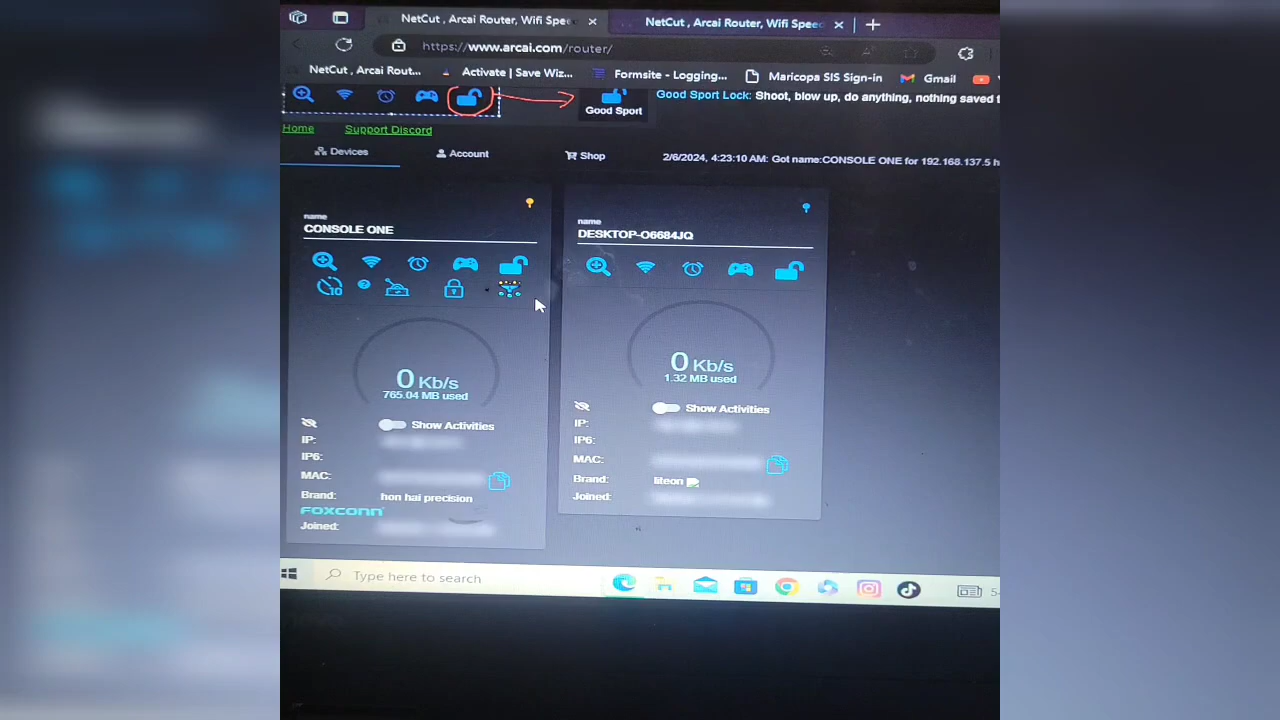 NetCut , Arcai Router, Wifi Spee
NetCut , Arcai Router, Wifi Speec
https://www.arcai.com/router/
NetCut , Arcai Rout...
Activate | Save Wiz...
Formsite - Logging...
Maricopa SIS Sign-in
Gmail
Good Sport
Good Sport Lock: Shoot, blow up, do anything, nothing saved t
Home
Support Discord
Devices
Account
Shop
2/6/2024, 4:23:10 AM: Got name:CONSOLE ONE for 192.168.137.5 h
name
CONSOLE ONE
10
0 Kb/s
765.04 MB used
Show Activities
IP:
IP6:
MAC:
Brand: hon hai precision
FOXCONN
Joined:
name
DESKTOP-O6684JQ
0 Kb/s
1.32 MB used
Show Activities
IP:
IP6:
MAC:
Brand: liteon
Joined:
Type here to search